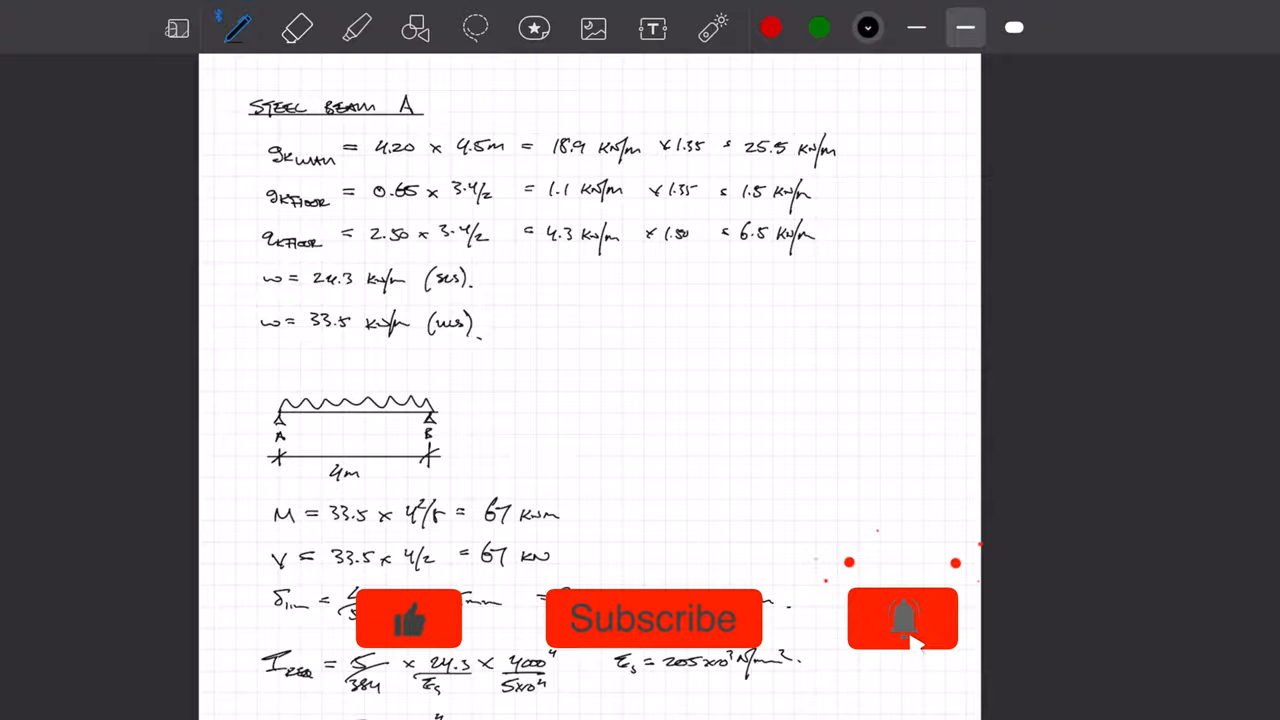 STEEL BEAM A
gk WALL = 4.20 × 4.5m = 18.9 kN/m ×1.35 = 25.5 kN/m
gk FLOOR = 0.65 × 3.4/2 = 1.1 kN/m ×1.35 = 1.5 kN/m
qk FLOOR = 2.50 × 3.4/2 = 4.3 kN/m ×1.50 = 6.5 kN/m
w = 24.3 kN/m (SLS).
w = 33.5 kN/m (ULS).
A B
4m
M = 33.5 × 4²/8 = 67 kNm
V = 33.5 × 4/2 = 67 kN
δlim =
Subscribe
I REQ = 5/384 × 24.3/Es × 4000⁴/5×10⁴ Es = 205×10³ N/mm².